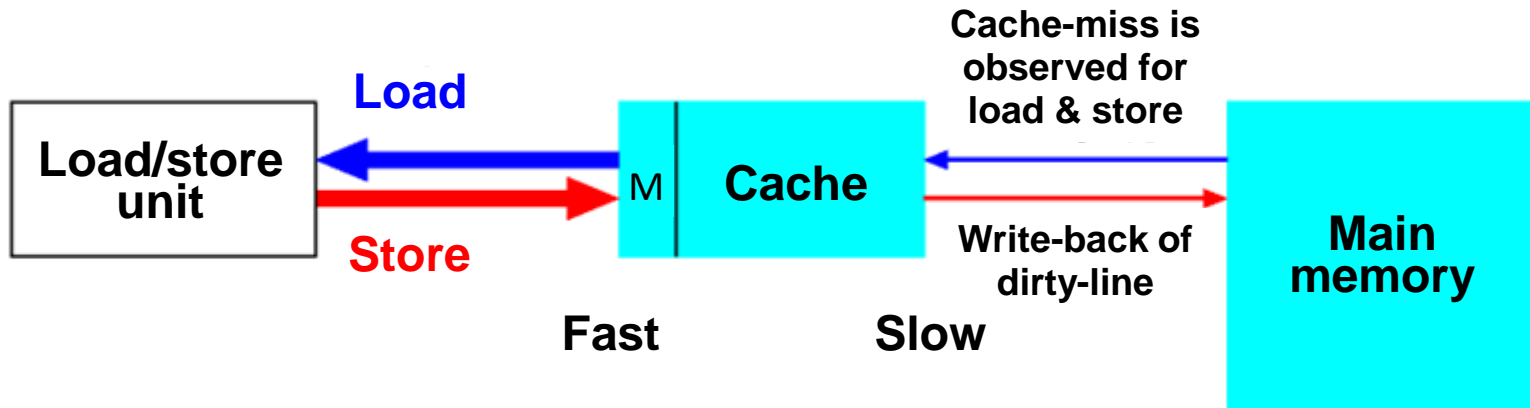 Load/store
unit
Load
Store
M
Cache
Cache-miss is
observed for
load & store
Write-back of
dirty-line
Main
memory
Fast
Slow